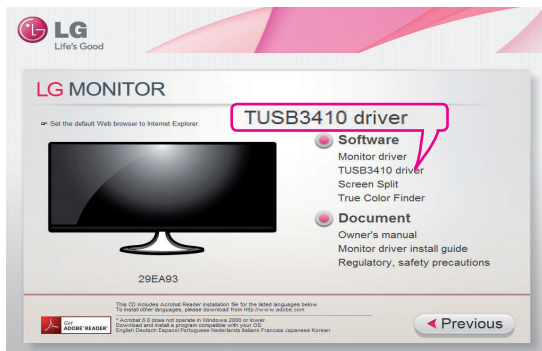 LG
Life's Good
LG MONITOR
☞ Set the default Web browser to Internet Explorer.
TUSB3410 driver
Software
Monitor driver
TUSB3410 driver
Screen Split
True Color Finder
Document
Owner's manual
Monitor driver install guide
Regulatory, safety precautions
29EA93
This CD includes Acrobat Reader installation file for the listed languages below
To install other languages, please download from Http://www.adobe.com
* Acrobat 8.0 dose not operate in Windows 2000 or lower
Download and install a program compatible with your OS.
English Deutsch Espanol Portuguese Nederlands Italiano Francais Japaneses Korean
Get
ADOBE® READER®
Previous